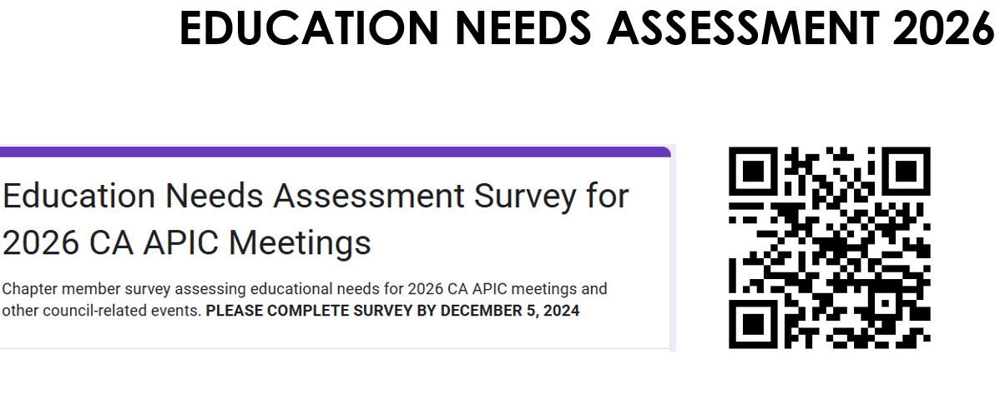 EDUCATION NEEDS ASSESSMENT 2026
Education Needs Assessment Survey for
2026 CA APIC Meetings
Chapter member survey assessing educational needs for 2026 CA APIC meetings and
other council-related events. PLEASE COMPLETE SURVEY BY DECEMBER 5, 2024